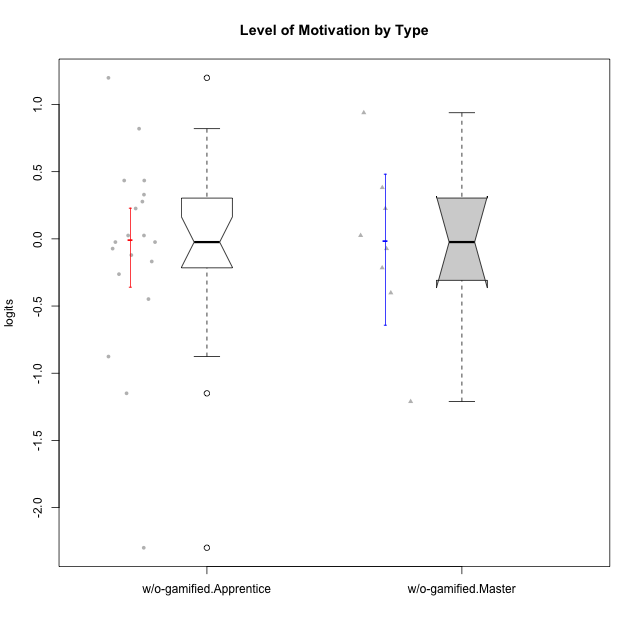 Level of Motivation by Type
logits
1.0
0.5
0.0
-0.5
-1.0
-1.5
-2.0
w/o-gamified.Apprentice
w/o-gamified.Master